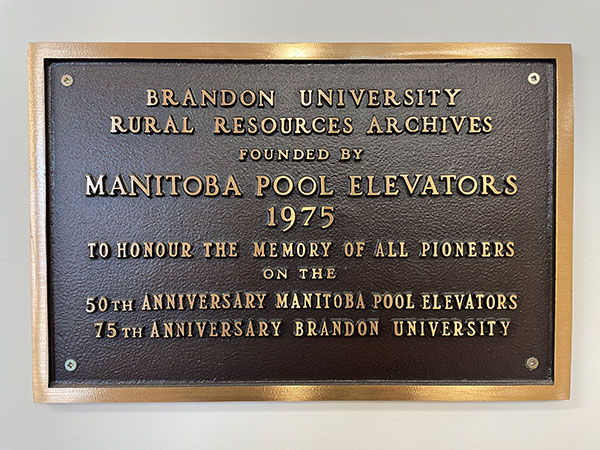 BRANDON UNIVERSITY
RURAL RESOURCES ARCHIVES
FOUNDED BY
MANITOBA POOL ELEVATORS
1975
TO HONOUR THE MEMORY OF ALL PIONEERS
ON THE
50TH ANNIVERSARY MANITOBA POOL ELEVATORS
75TH ANNIVERSARY BRANDON UNIVERSITY